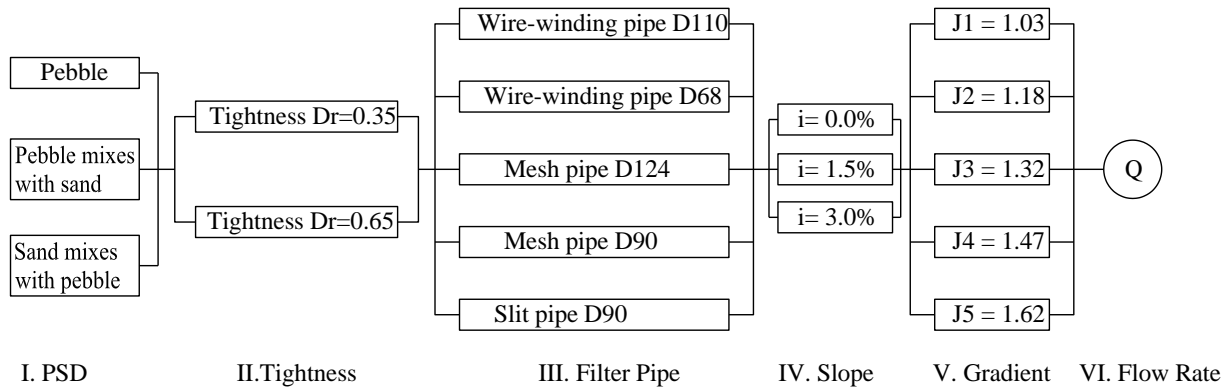 Pebble
Pebble mixes
with sand
Sand mixes
with pebble
Tightness Dr=0.35
Tightness Dr=0.65
Wire-winding pipe D110
Wire-winding pipe D68
Mesh pipe D124
Mesh pipe D90
Slit pipe D90
i= 0.0%
i= 1.5%
i= 3.0%
J1 = 1.03
J2 = 1.18
J3 = 1.32
J4 = 1.47
J5 = 1.62
Q
I. PSD
II.Tightness
III. Filter Pipe
IV. Slope
V. Gradient
VI. Flow Rate